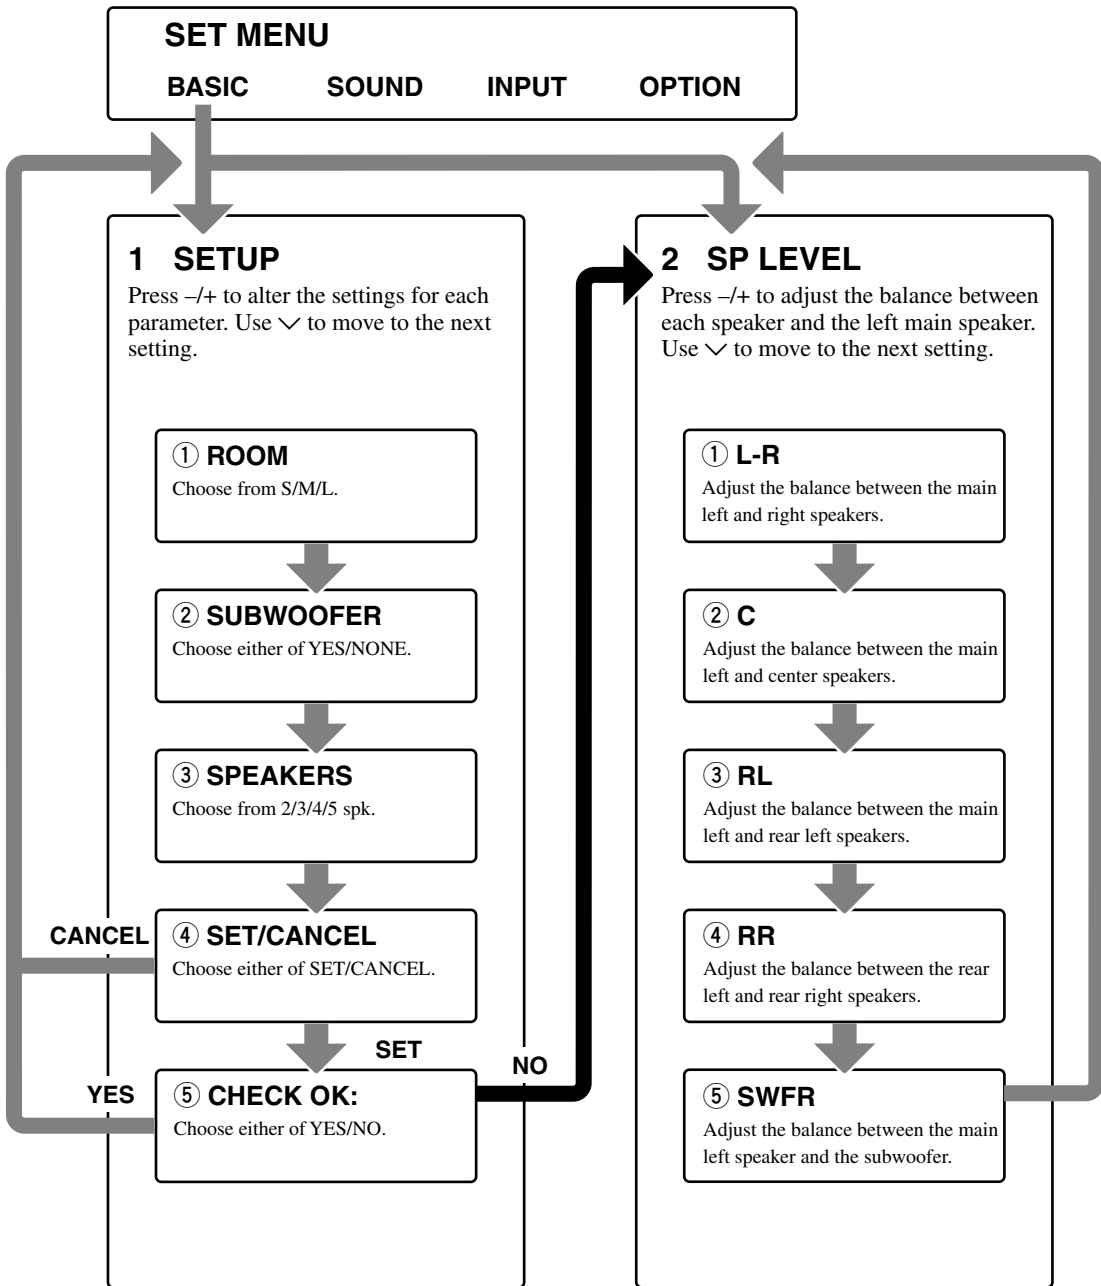 SET MENU
BASIC SOUND INPUT OPTION
1 SETUP
Press –/+ to alter the settings for each
parameter. Use ∨ to move to the next
setting.
① ROOM
Choose from S/M/L.
② SUBWOOFER
Choose either of YES/NONE.
③ SPEAKERS
Choose from 2/3/4/5 spk.
CANCEL
④ SET/CANCEL
Choose either of SET/CANCEL.
SET
NO
YES
⑤ CHECK OK:
Choose either of YES/NO.
2 SP LEVEL
Press –/+ to adjust the balance between
each speaker and the left main speaker.
Use ∨ to move to the next setting.
① L-R
Adjust the balance between the main
left and right speakers.
② C
Adjust the balance between the main
left and center speakers.
③ RL
Adjust the balance between the main
left and rear left speakers.
④ RR
Adjust the balance between the rear
left and rear right speakers.
⑤ SWFR
Adjust the balance between the main
left speaker and the subwoofer.